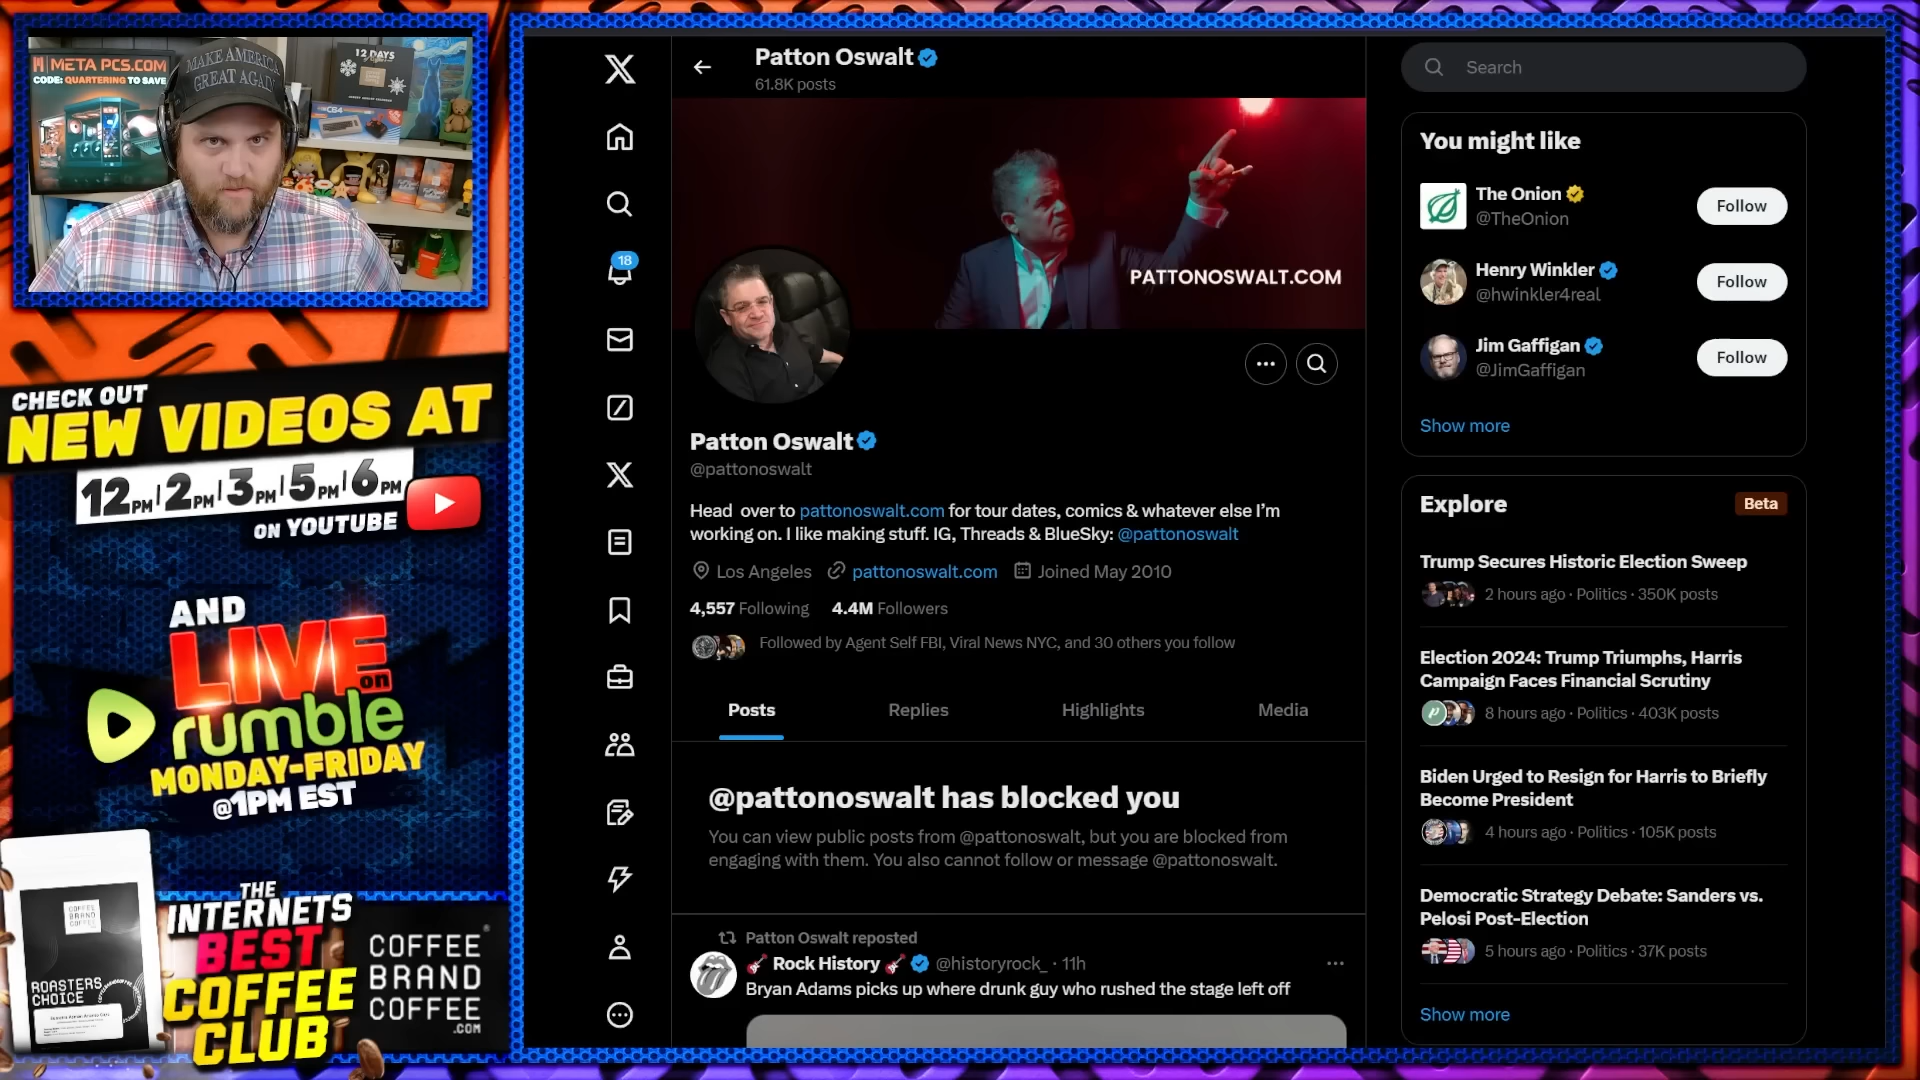 META PCS.COM
CODE: QUARTERING TO SAVE
MAKE AMERICA
GREAT AGAIN
12 DAYS
C64
CHECK OUT
NEW VIDEOS AT
12PM | 2PM | 3PM | 5PM | 6PM
ON YOUTUBE
AND
LIVE on
rumble
MONDAY-FRIDAY
@1PM EST
COFFEE
BRAND
COFFEE
ROASTERS
CHOICE
THE
INTERNETS
BEST
COFFEE
CLUB
COFFEE
BRAND
COFFEE
.COM
18
Patton Oswalt
61.8K posts
PATTONOSWALT.COM
Patton Oswalt
@pattonoswalt
Head over to pattonoswalt.com for tour dates, comics & whatever else I'm
working on. I like making stuff. IG, Threads & BlueSky: @pattonoswalt
Los Angeles pattonoswalt.com Joined May 2010
4,557 Following 4.4M Followers
Followed by Agent Self FBI, Viral News NYC, and 30 others you follow
Posts Replies Highlights Media
@pattonoswalt has blocked you
You can view public posts from @pattonoswalt, but you are blocked from
engaging with them. You also cannot follow or message @pattonoswalt.
Patton Oswalt reposted
Rock History @historyrock_ · 11h
Bryan Adams picks up where drunk guy who rushed the stage left off
Search
You might like
The Onion
@TheOnion
Follow
Henry Winkler
@hwinkler4real
Follow
Jim Gaffigan
@JimGaffigan
Follow
Show more
Explore Beta
Trump Secures Historic Election Sweep
2 hours ago · Politics · 350K posts
Election 2024: Trump Triumphs, Harris
Campaign Faces Financial Scrutiny
8 hours ago · Politics · 403K posts
Biden Urged to Resign for Harris to Briefly
Become President
4 hours ago · Politics · 105K posts
Democratic Strategy Debate: Sanders vs.
Pelosi Post-Election
5 hours ago · Politics · 37K posts
Show more